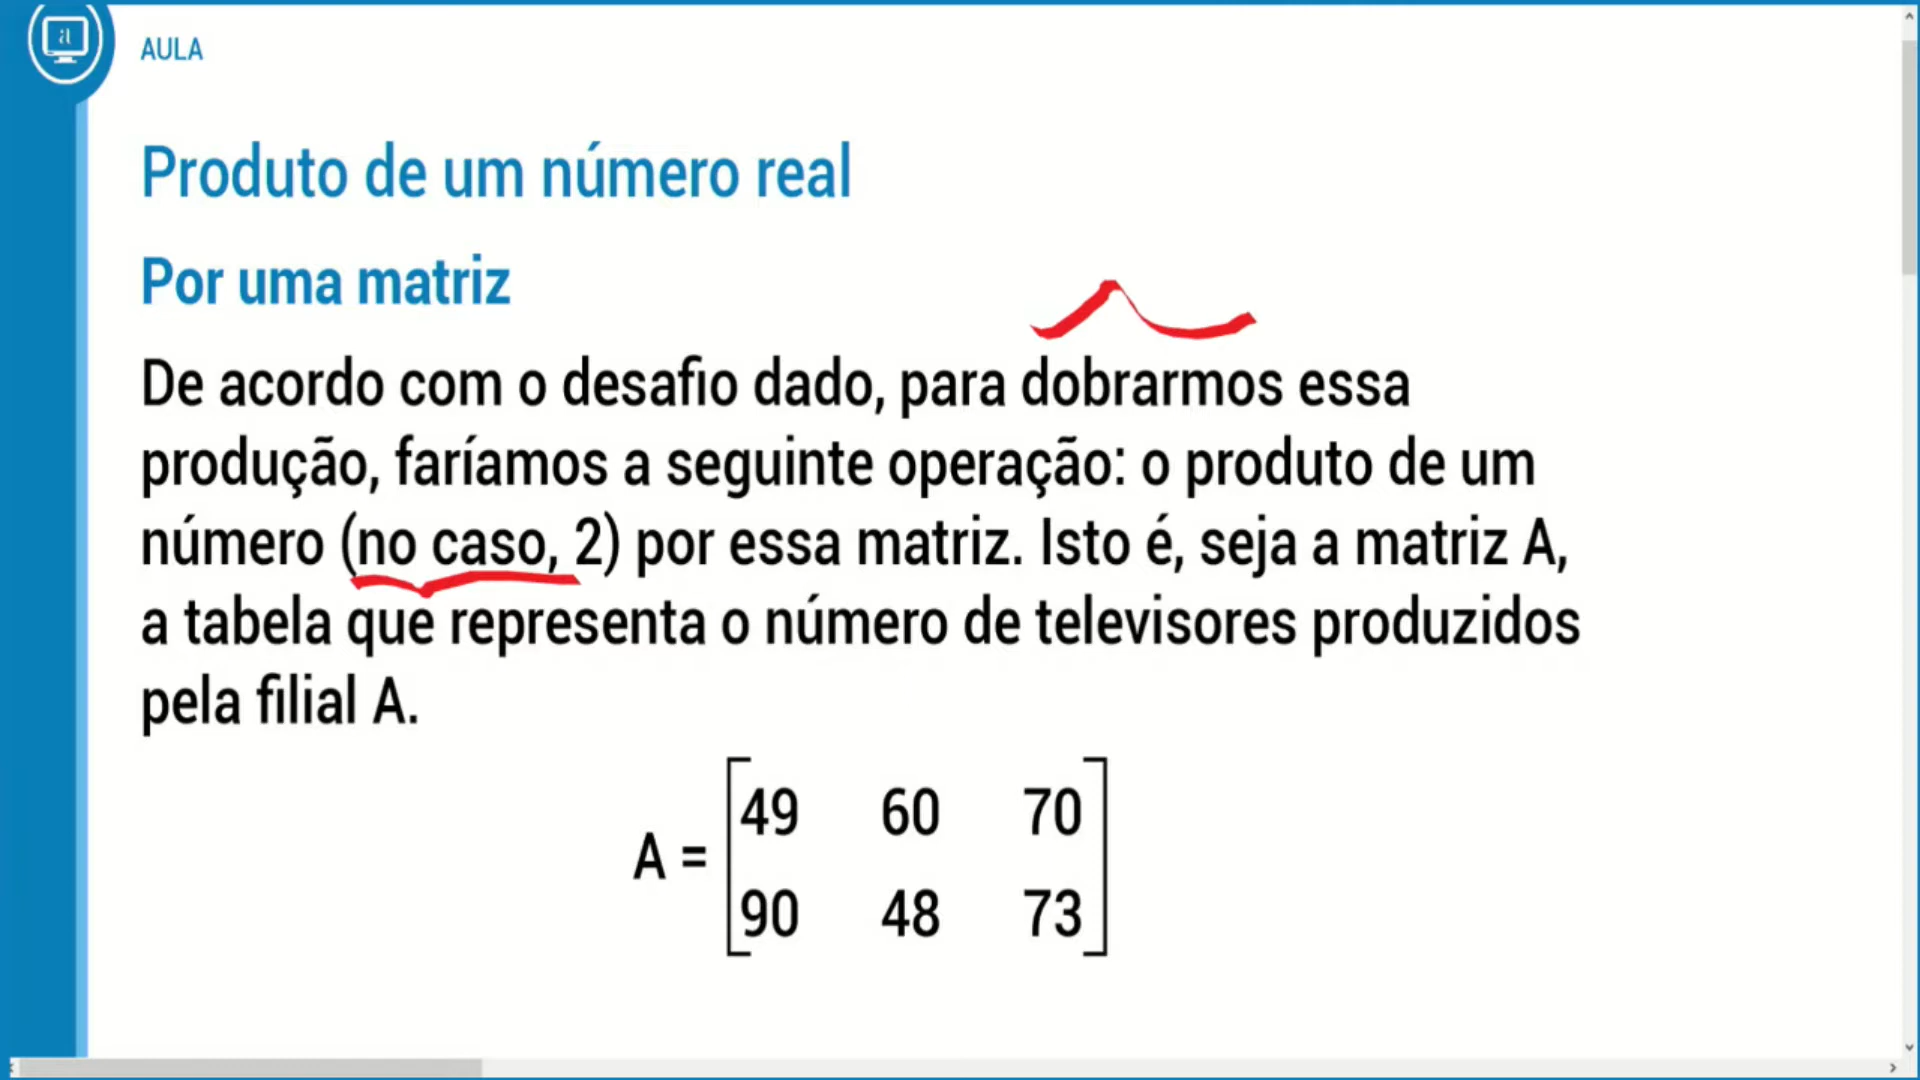 a
AULA
Produto de um número real
Por uma matriz
De acordo com o desafio dado, para dobrarmos essa
produção, faríamos a seguinte operação: o produto de um
número (no caso, 2) por essa matriz. Isto é, seja a matriz A,
a tabela que representa o número de televisores produzidos
pela filial A.
49 60 70
A =
90 48 73